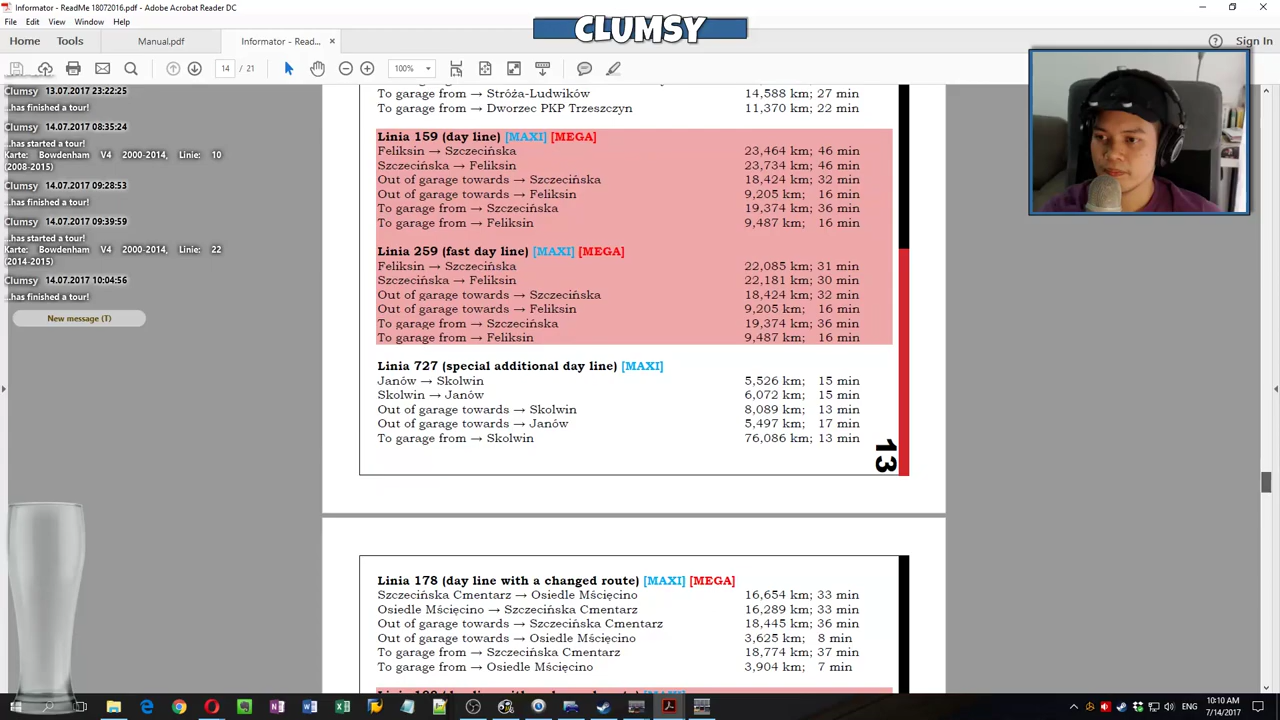 Informator - ReadMe 18072016.pdf - Adobe Acrobat Reader DC
File Edit View Window Help
CLUMSY
Home Tools Manual.pdf Informator - Read... × Sign In
14 / 21 100%
Clumsy 13.07.2017 23:22:25
...has finished a tour!
Clumsy 14.07.2017 08:35:24
...has started a tour!
Karte: Bowdenham V4 2000-2014, Linie: 10
(2008-2015)
Clumsy 14.07.2017 09:28:53
...has finished a tour!
Clumsy 14.07.2017 09:39:59
...has started a tour!
Karte: Bowdenham V4 2000-2014, Linie: 22
(2014-2015)
Clumsy 14.07.2017 10:04:56
...has finished a tour!
New message (T)
To garage from → Stróża-Ludwików 14,588 km; 27 min
To garage from → Dworzec PKP Trzeszczyn 11,370 km; 22 min
Linia 159 (day line) [MAXI] [MEGA]
Feliksin → Szczecińska 23,464 km; 46 min
Szczecińska → Feliksin 23,734 km; 46 min
Out of garage towards → Szczecińska 18,424 km; 32 min
Out of garage towards → Feliksin 9,205 km; 16 min
To garage from → Szczecińska 19,374 km; 36 min
To garage from → Feliksin 9,487 km; 16 min
Linia 259 (fast day line) [MAXI] [MEGA]
Feliksin → Szczecińska 22,085 km; 31 min
Szczecińska → Feliksin 22,181 km; 30 min
Out of garage towards → Szczecińska 18,424 km; 32 min
Out of garage towards → Feliksin 9,205 km; 16 min
To garage from → Szczecińska 19,374 km; 36 min
To garage from → Feliksin 9,487 km; 16 min
Linia 727 (special additional day line) [MAXI]
Janów → Skolwin 5,526 km; 15 min
Skolwin → Janów 6,072 km; 15 min
Out of garage towards → Skolwin 8,089 km; 13 min
Out of garage towards → Janów 5,497 km; 17 min
To garage from → Skolwin 76,086 km; 13 min
13
Linia 178 (day line with a changed route) [MAXI] [MEGA]
Szczecińska Cmentarz → Osiedle Mścięcino 16,654 km; 33 min
Osiedle Mścięcino → Szczecińska Cmentarz 16,289 km; 33 min
Out of garage towards → Szczecińska Cmentarz 18,445 km; 36 min
Out of garage towards → Osiedle Mścięcino 3,625 km; 8 min
To garage from → Szczecińska Cmentarz 18,774 km; 37 min
To garage from → Osiedle Mścięcino 3,904 km; 7 min
10:10 AM
7/14/2017